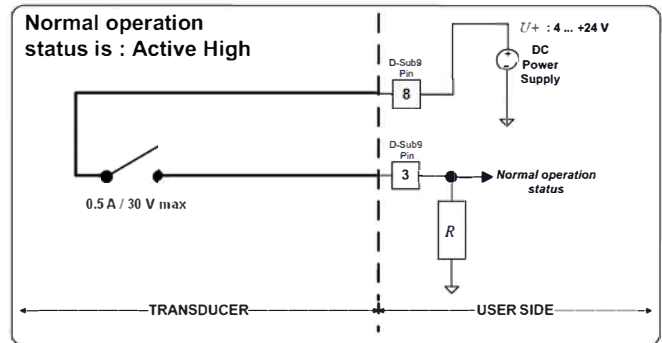 Normal operation
status is : Active High
U+ : 4 ... +24 V
DC
Power
Supply
D-Sub9
Pin
8
D-Sub9
Pin
3
Normal operation
status
0.5 A / 30 V max
R
TRANSDUCER
USER SIDE